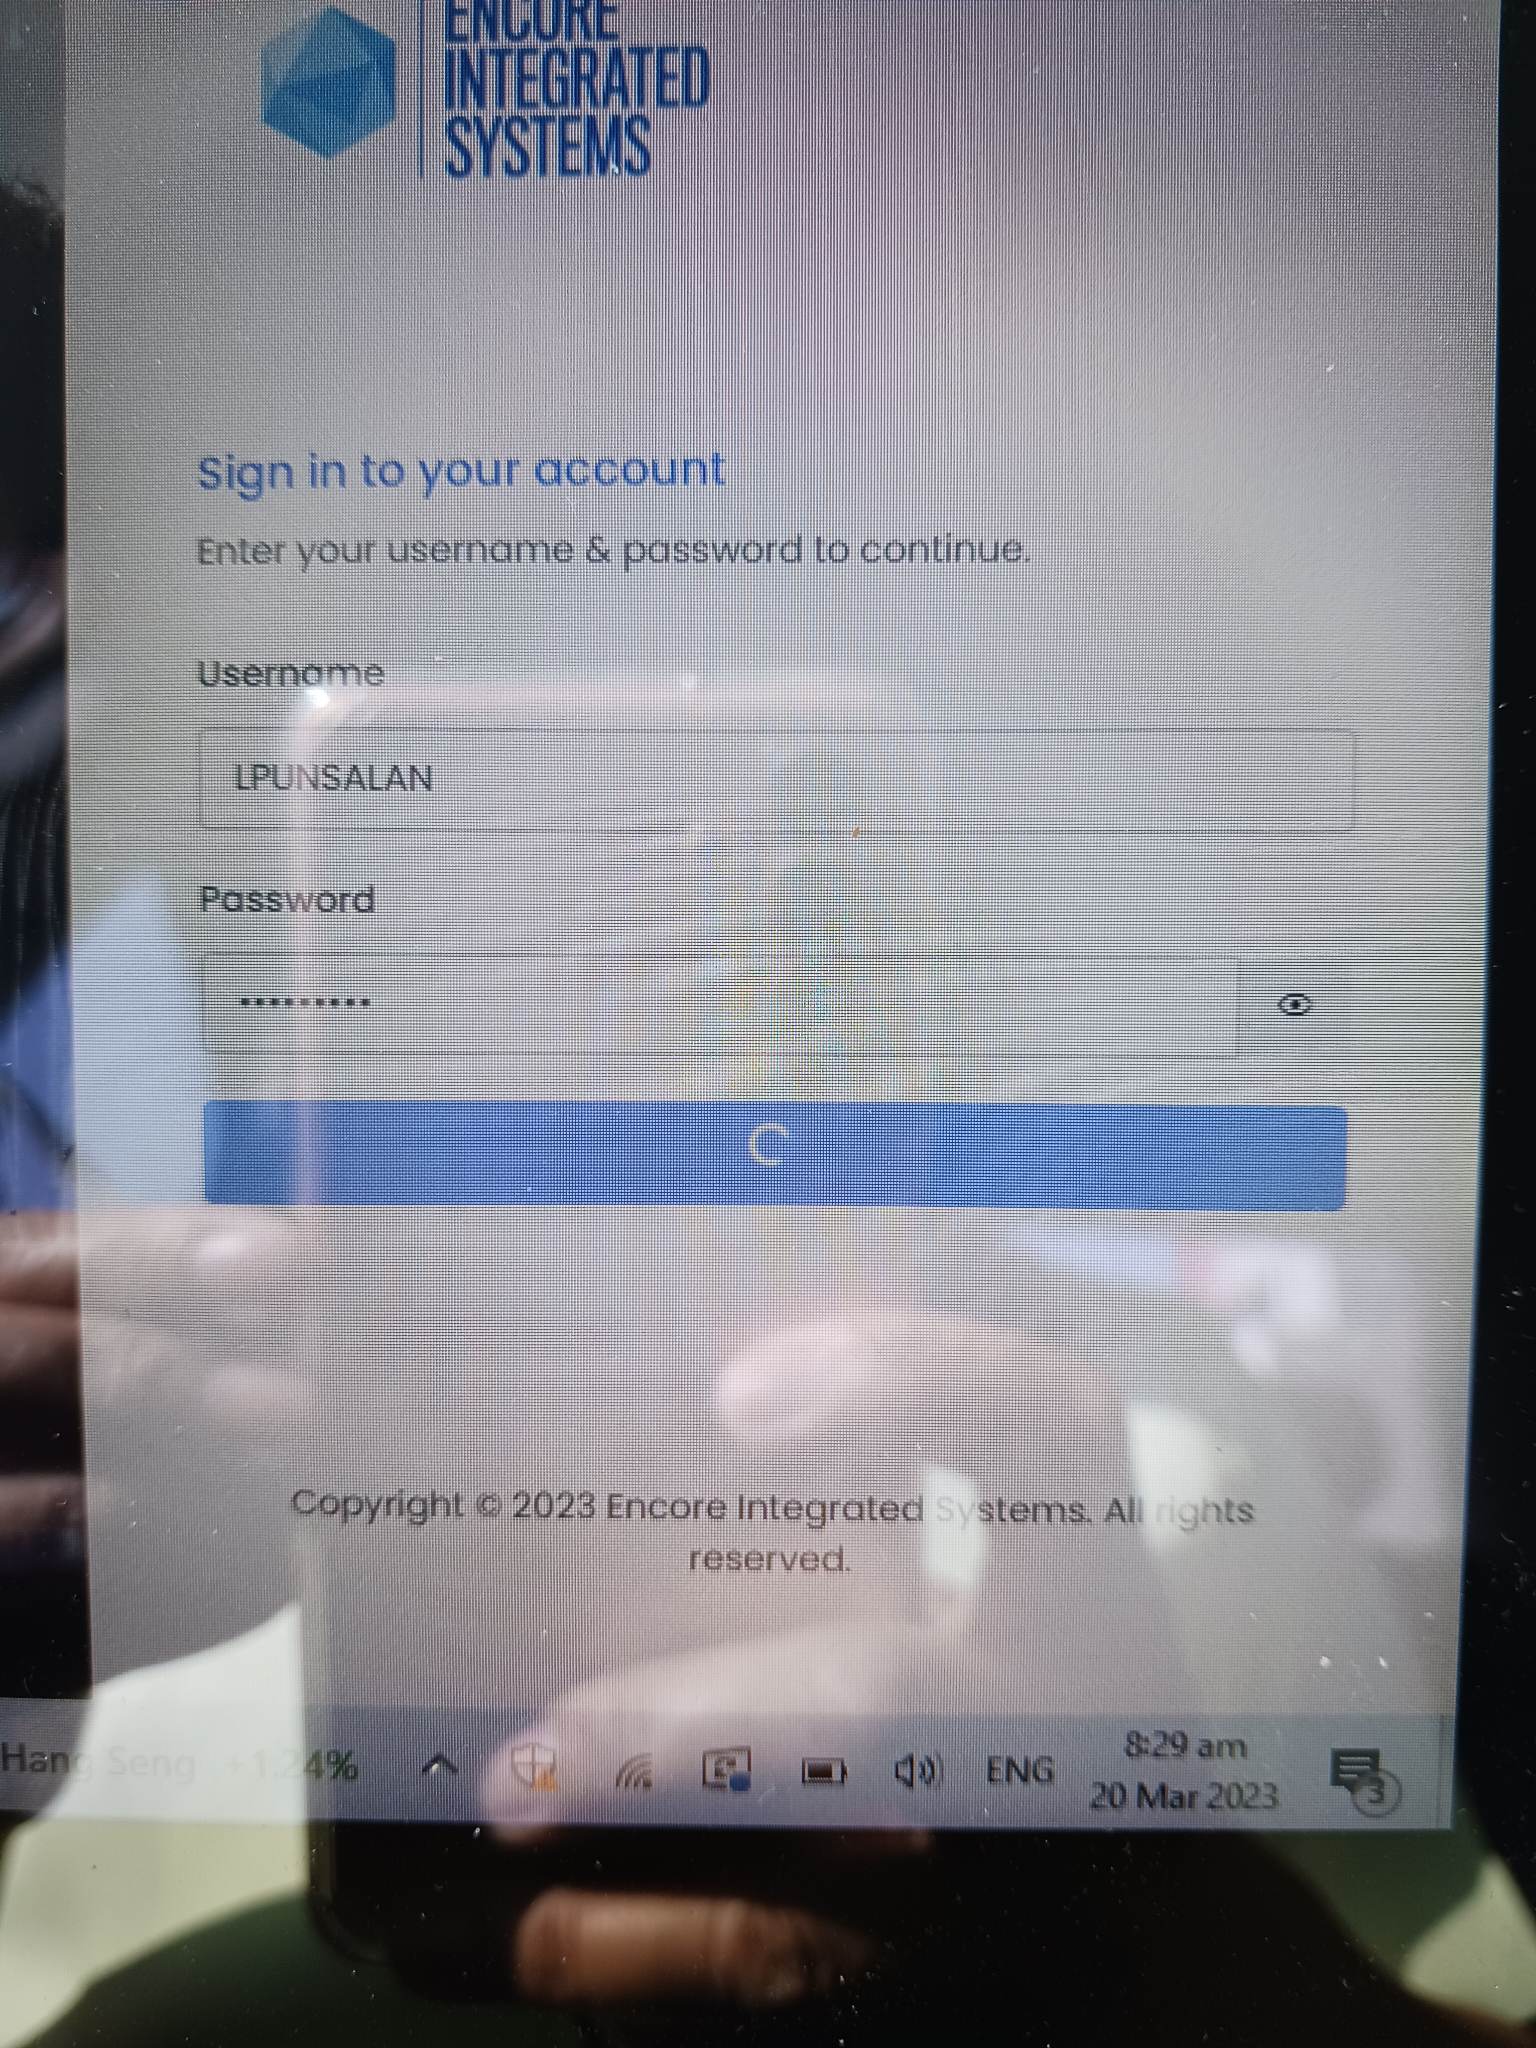 ENCORE
INTEGRATED
SYSTEMS
Sign in to your account
Enter your username & password to continue.
Username
LPUNSALAN
Password
•••••••••
Copyright © 2023 Encore Integrated Systems. All rights
reserved.
Hang Seng +1.24%
ENG
8:29 am
20 Mar 2023
3